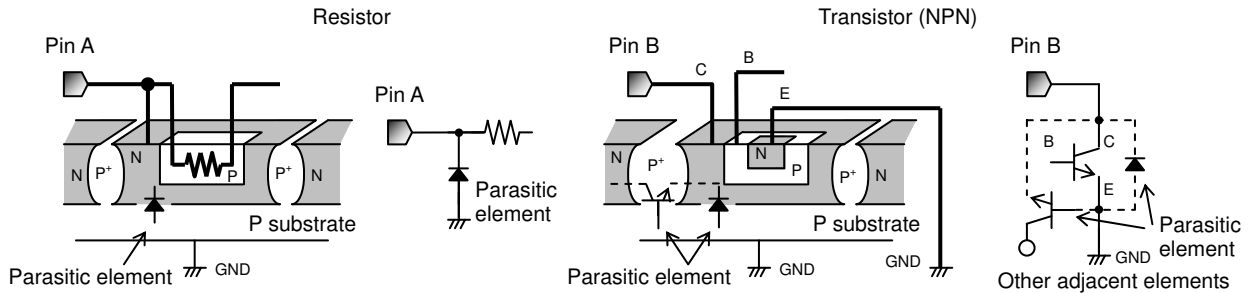 Resistor
Transistor (NPN)
Pin A
Pin B
Pin B
B
C
E
Pin A
N
N
P+
N
P
P+
N
Parasitic element
P substrate
GND
Parasitic element
N
P+
N
P
P+
N
P substrate
GND
GND
Parasitic element
B
C
E
GND
Parasitic element
Other adjacent elements